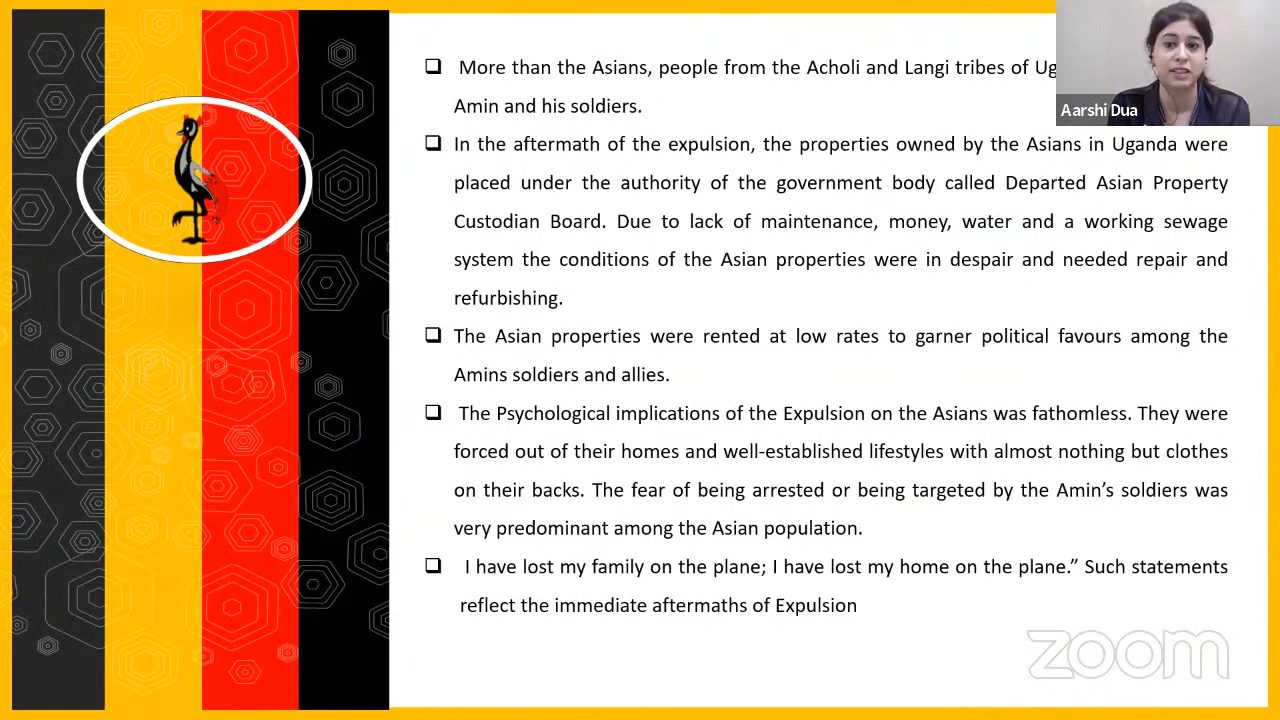 ❑ More than the Asians, people from the Acholi and Langi tribes of
Amin and his soldiers.
Aarshi Dua
❑ In the aftermath of the expulsion, the properties owned by the Asians in Uganda were
placed under the authority of the government body called Departed Asian Property
Custodian Board. Due to lack of maintenance, money, water and a working sewage
system the conditions of the Asian properties were in despair and needed repair and
refurbishing.
❑ The Asian properties were rented at low rates to garner political favours among the
Amins soldiers and allies.
❑ The Psychological implications of the Expulsion on the Asians was fathomless. They were
forced out of their homes and well-established lifestyles with almost nothing but clothes
on their backs. The fear of being arrested or being targeted by the Amin’s soldiers was
very predominant among the Asian population.
❑ I have lost my family on the plane; I have lost my home on the plane.” Such statements
reflect the immediate aftermaths of Expulsion
zoom